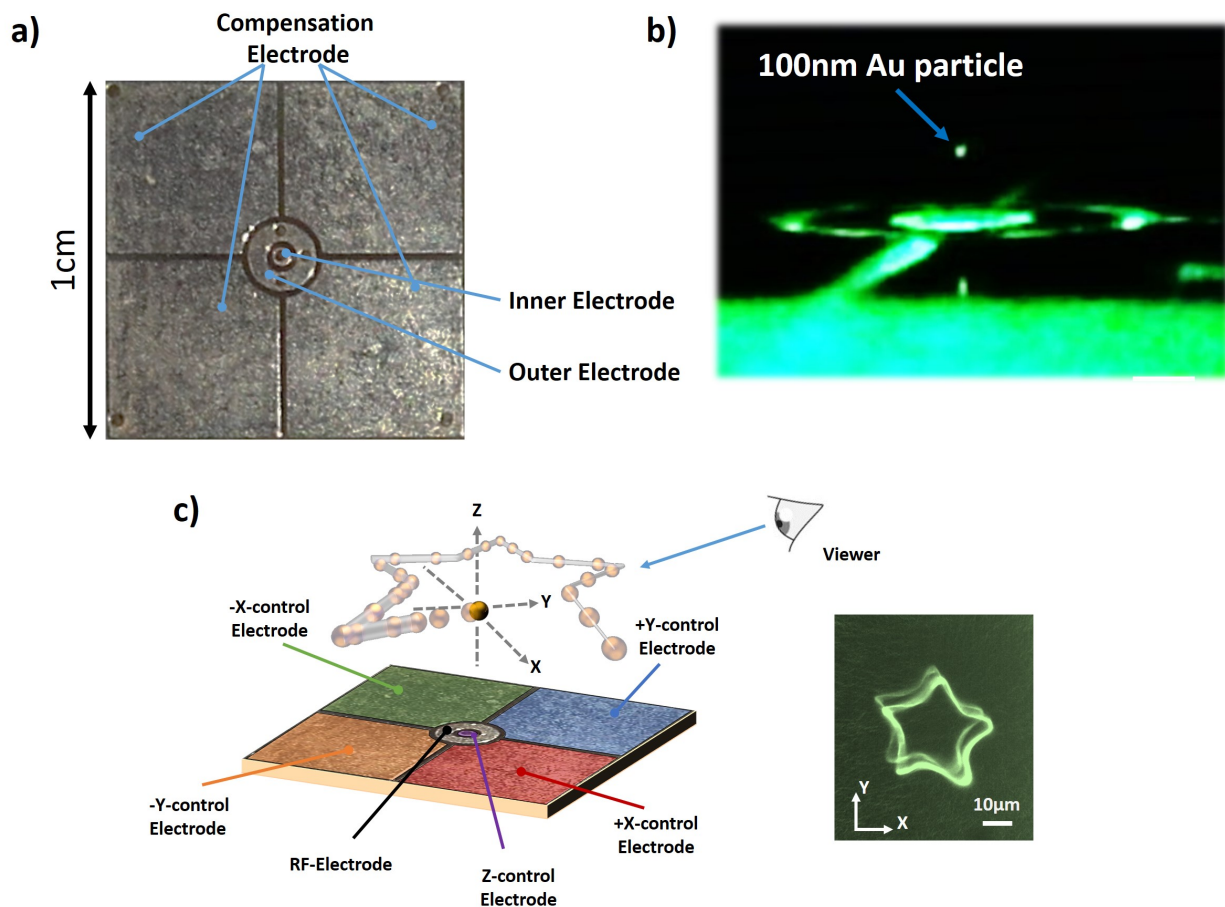 a)
Compensation
Electrode
1cm
Inner Electrode
Outer Electrode
b)
100nm Au particle
c)
Z
Y
X
Viewer
-X-control
Electrode
+Y-control
Electrode
-Y-control
Electrode
RF-Electrode
Z-control
Electrode
+X-control
Electrode
Y
X
10μm